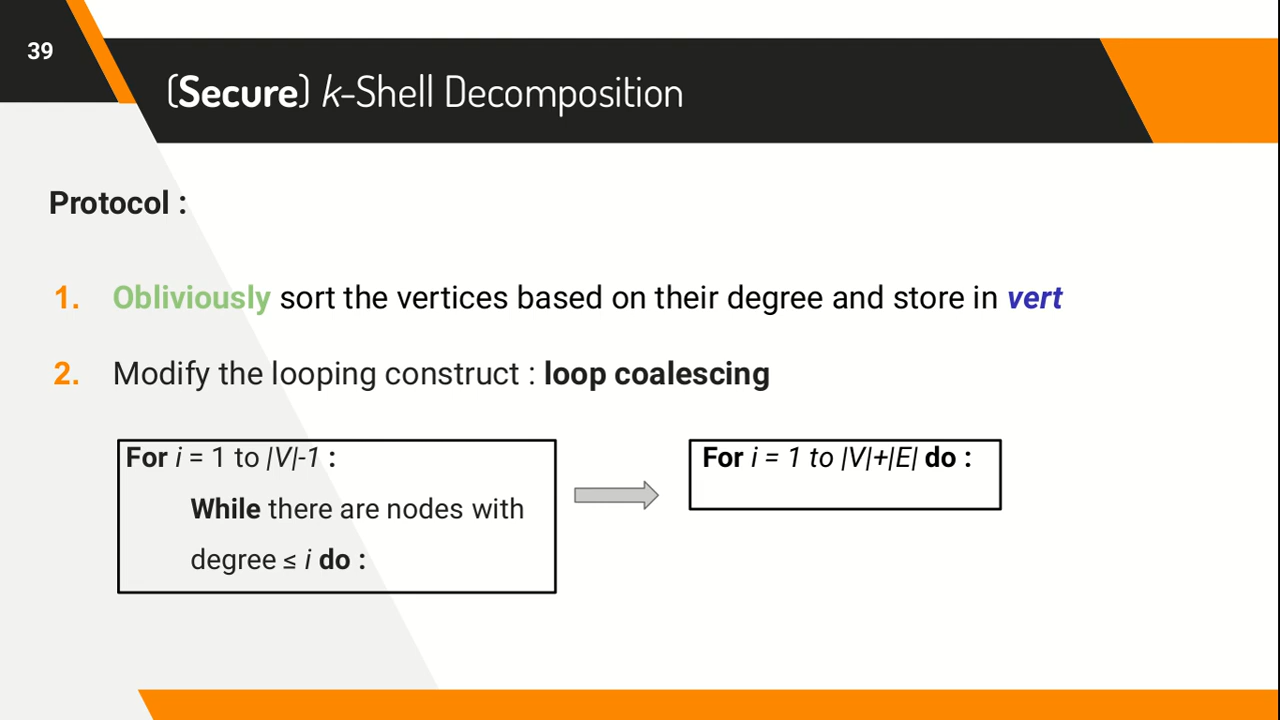 39
(Secure) k-Shell Decomposition
Protocol :
1. Obliviously sort the vertices based on their degree and store in vert
2. Modify the looping construct : loop coalescing
For i = 1 to |V|-1 :
While there are nodes with
degree ≤ i do :
For i = 1 to |V|+|E| do :